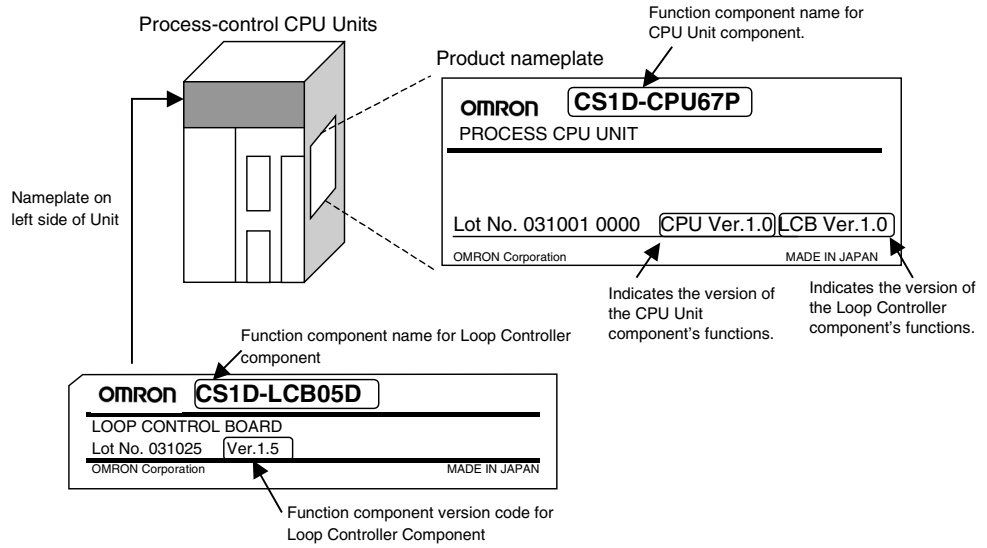 Process-control CPU Units
Function component name for
CPU Unit component.
Product nameplate
OMRON CS1D-CPU67P
PROCESS CPU UNIT
Lot No. 031001 0000 CPU Ver.1.0 LCB Ver.1.0
OMRON Corporation MADE IN JAPAN
Nameplate on
left side of Unit
Indicates the version of
the CPU Unit
component's functions.
Indicates the version of
the Loop Controller
component's functions.
Function component name for Loop Controller
component
OMRON CS1D-LCB05D
LOOP CONTROL BOARD
Lot No. 031025 Ver.1.5
OMRON Corporation MADE IN JAPAN
Function component version code for
Loop Controller Component